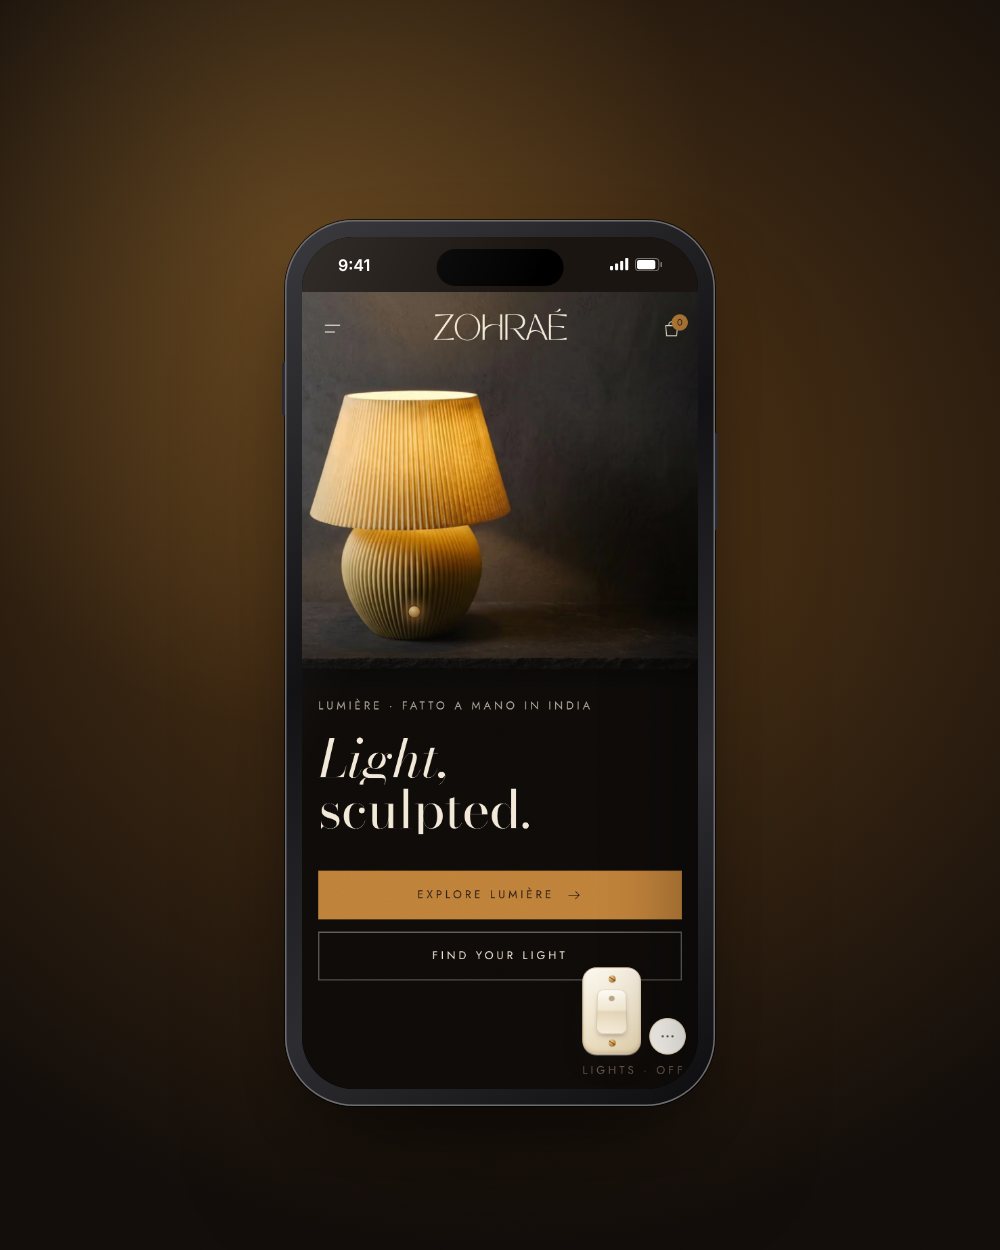 9:41
ZOHRAÉ
0
LUMIÈRE · FATTO A MANO IN INDIA
Light,
sculpted.
EXPLORE LUMIÈRE →
FIND YOUR LIGHT
LIGHTS · OFF